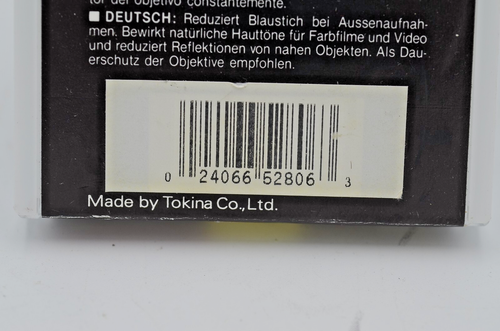 tor del objetivo constantemente.
■ DEUTSCH: Reduziert Blaustich bei Aussenaufnah-
men. Bewirkt natürliche Hauttöne für Farbfilme und Video
und reduziert Reflektionen von nahen Objekten. Als Dau-
erschutz der Objektive empfohlen.
0 24066 52806 3
Made by Tokina Co., Ltd.